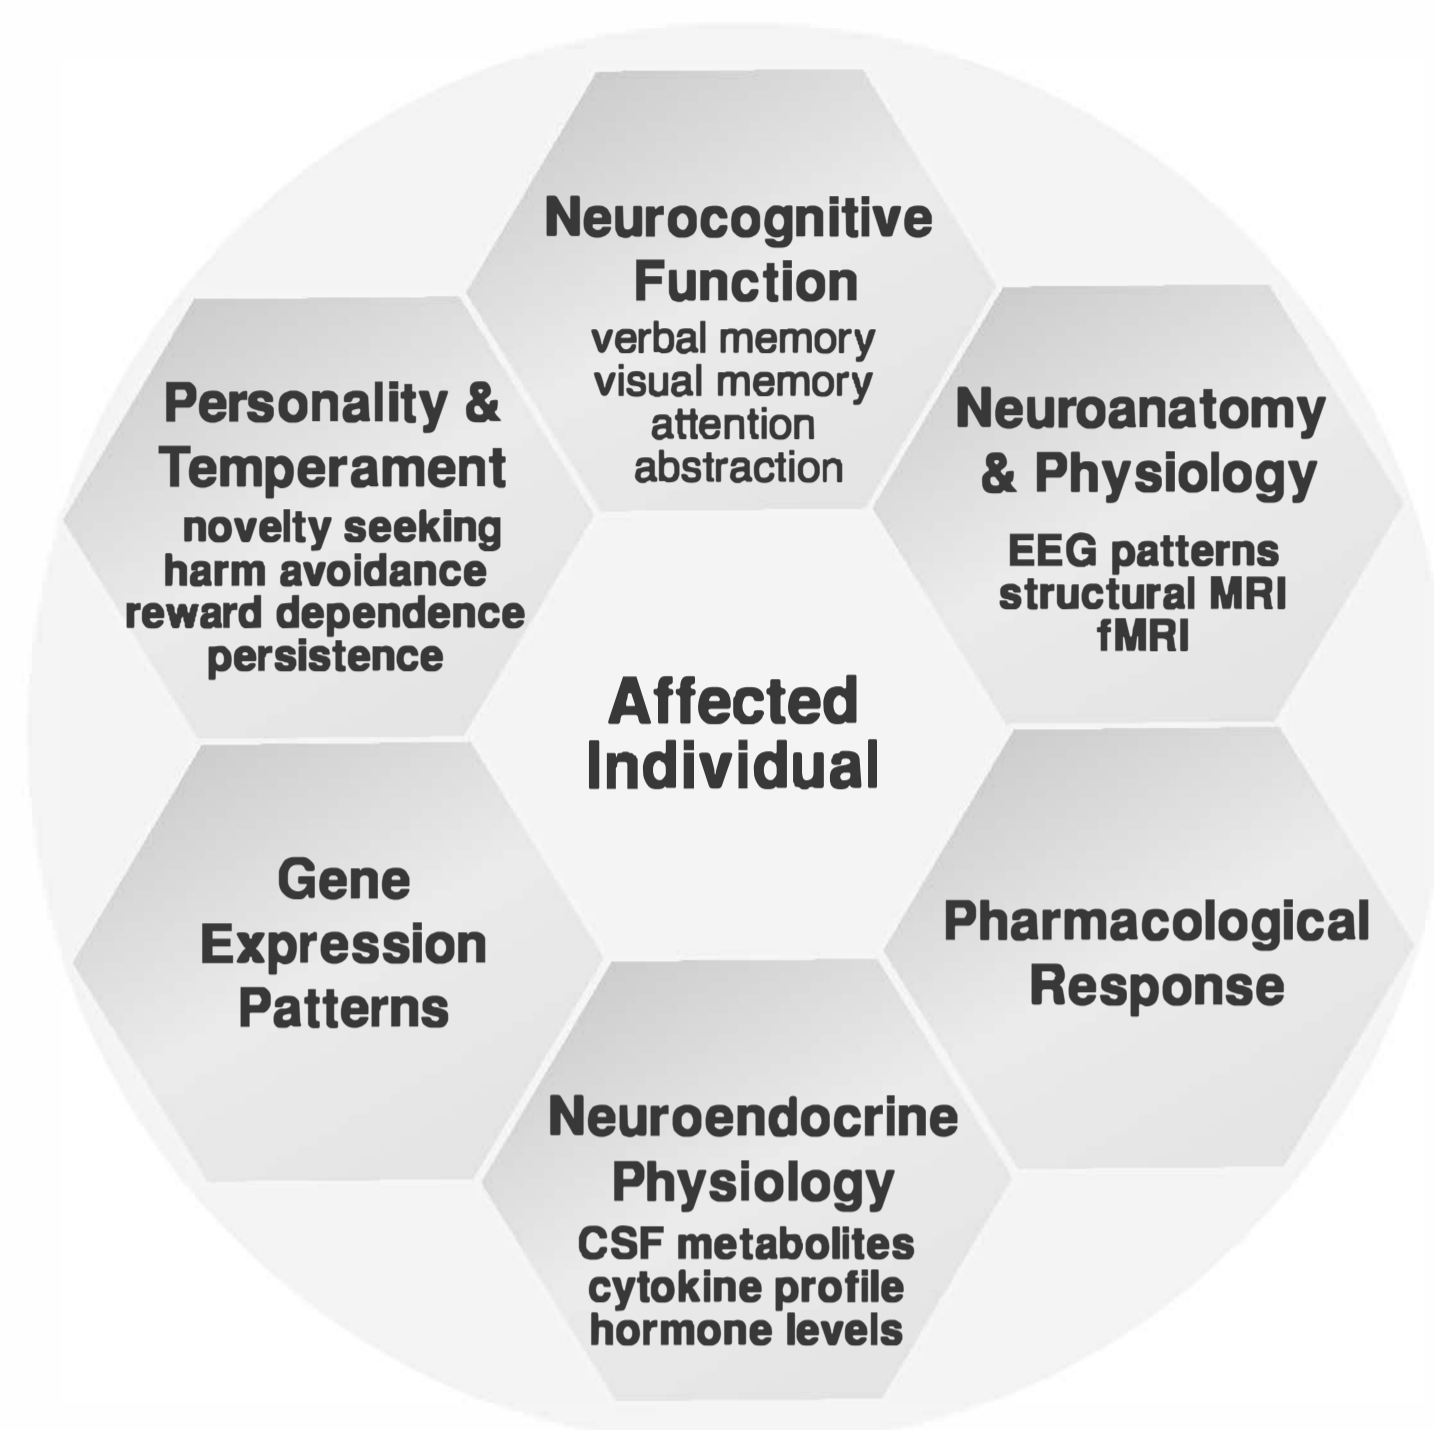 Neurocognitive
Function
verbal memory
visual memory
attention
abstraction
Personality &
Temperament
novelty seeking
harm avoidance
reward dependence
persistence
Neuroanatomy
& Physiology
EEG patterns
structural MRI
fMRI
Affected
Individual
Gene
Expression
Patterns
Pharmacological
Response
Neuroendocrine
Physiology
CSF metabolites
cytokine profile
hormone levels